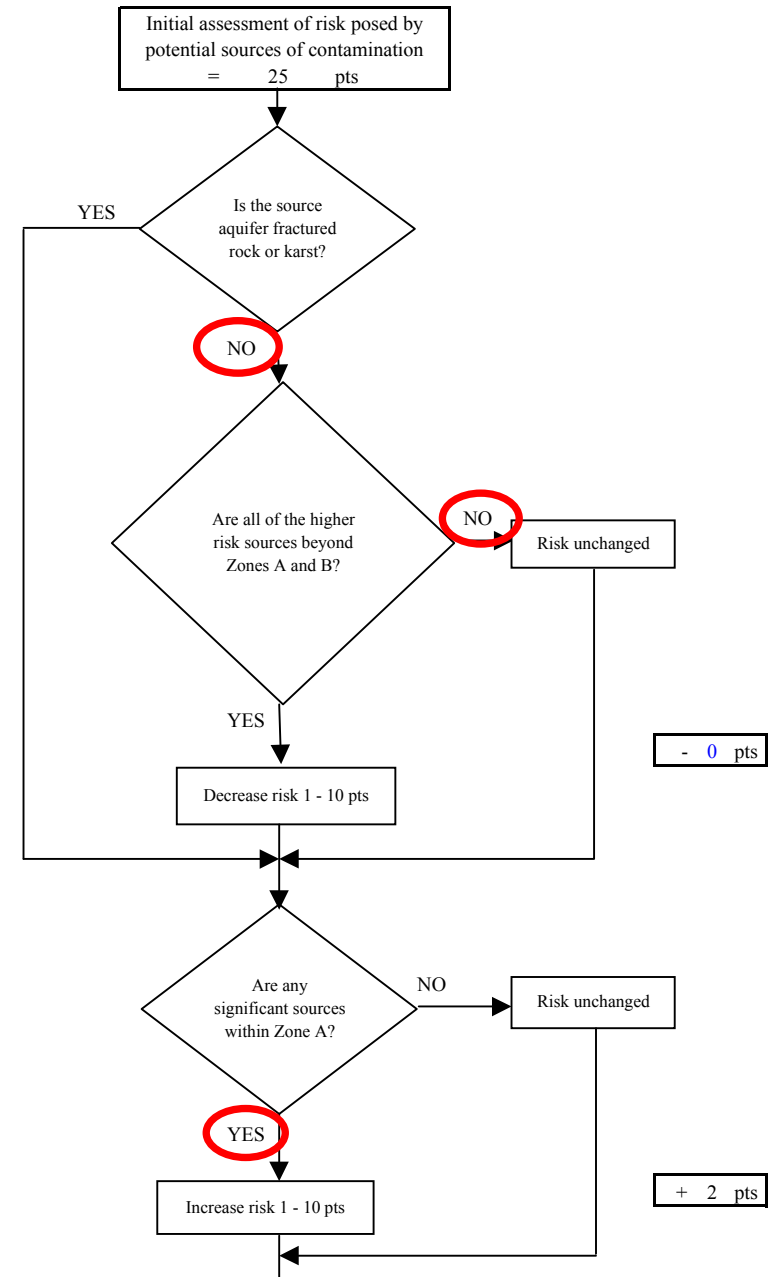 Initial assessment of risk posed by
potential sources of contamination
= 25 pts
YES
Is the source
aquifer fractured
rock or karst?
NO
Are all of the higher
risk sources beyond
Zones A and B?
NO
Risk unchanged
YES
- 0 pts
Decrease risk 1 - 10 pts
Are any
significant sources
within Zone A?
NO
Risk unchanged
YES
+ 2 pts
Increase risk 1 - 10 pts